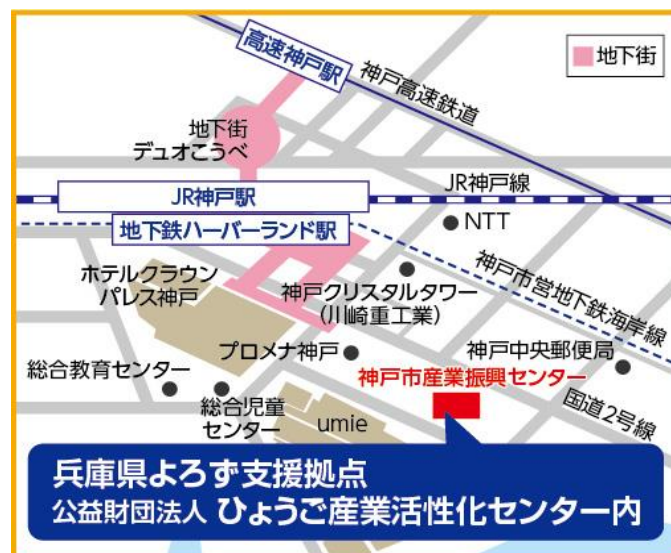 高速神戸駅
神戸高速鉄道
地下街
地下街
デュオこうべ
JR神戸駅
JR神戸線
地下鉄ハーバーランド駅
NTT
神戸市営地下鉄海岸線
ホテルクラウン
パレス神戸
神戸クリスタルタワー
(川崎重工業)
プロメナ神戸
神戸中央郵便局
総合教育センター
神戸市産業振興センター
総合児童
センター
umie
国道2号線
兵庫県よろず支援拠点
公益財団法人 ひょうご産業活性化センター内